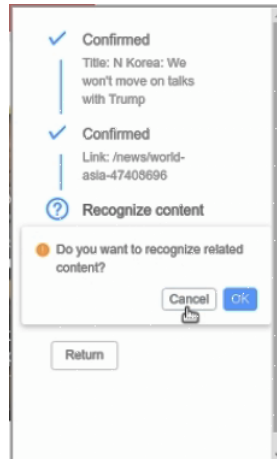 Confirmed
Title: N Korea: We
won't move on talks
with Trump
Confirmed
Link: /news/world-
asia-47408696
Recognize content
Do you want to recognize related
content?
Cancel
OK
Return